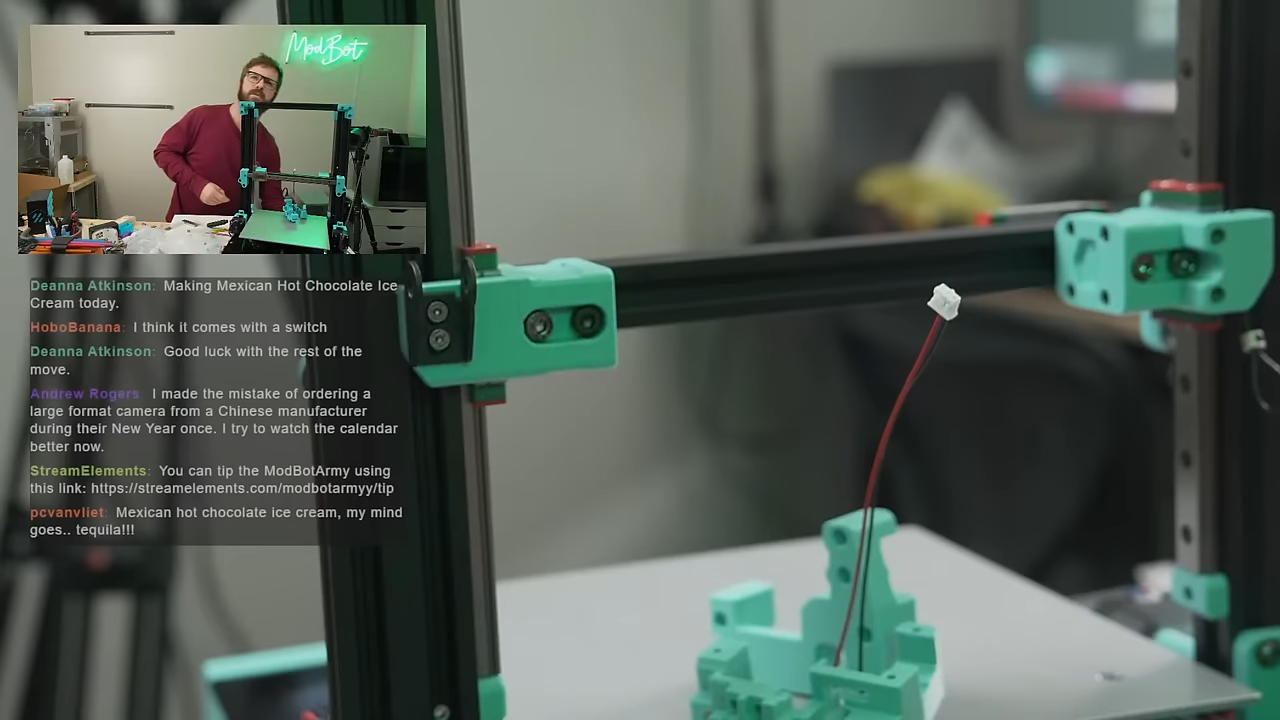 ModBot
Deanna Atkinson: Making Mexican Hot Chocolate Ice
Cream today.
HoboBanana: I think it comes with a switch
Deanna Atkinson: Good luck with the rest of the
move.
Andrew Rogers: I made the mistake of ordering a
large format camera from a Chinese manufacturer
during their New Year once. I try to watch the calendar
better now.
StreamElements: You can tip the ModBotArmy using
this link: https://streamelements.com/modbotarmyy/tip
pcvanvliet: Mexican hot chocolate ice cream, my mind
goes.. tequila!!!